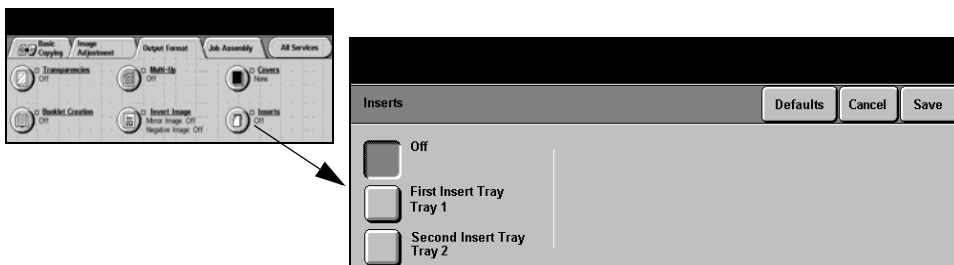 Basic Copying
Image Adjustment
Output Format
Job Assembly
All Services
Transparencies
Off
Multi-Up
Off
Covers
None
Booklet Creation
Off
Invert Image
Mirror Image: Off
Negative Image: Off
Inserts
Off
Inserts
Defaults
Cancel
Save
Off
First Insert Tray
Tray 1
Second Insert Tray
Tray 2